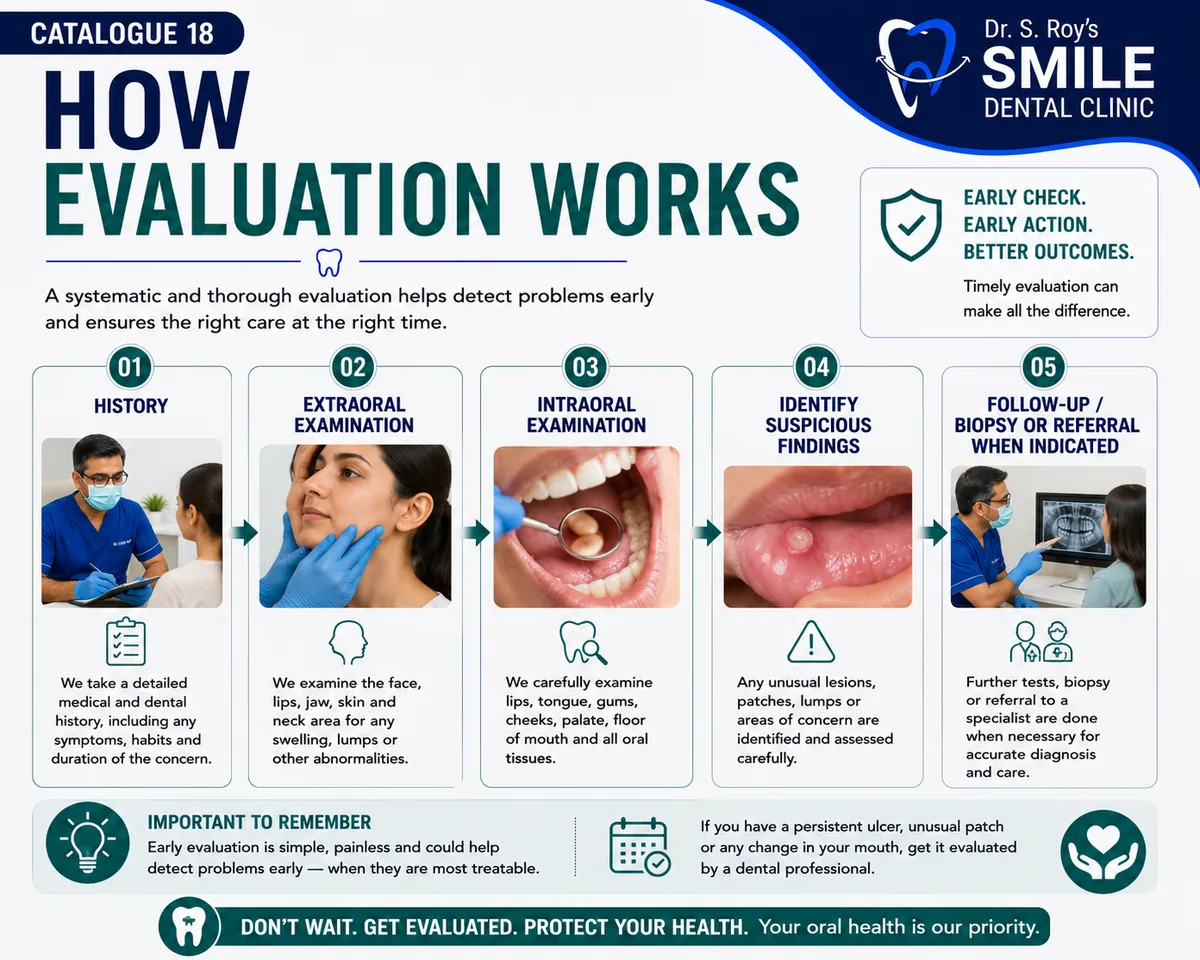 CATALOGUE 18
Dr. S. Roy's
SMILE
DENTAL CLINIC
HOW
EVALUATION WORKS
A systematic and thorough evaluation helps detect problems early
and ensures the right care at the right time.
EARLY CHECK.
EARLY ACTION.
BETTER OUTCOMES.
Timely evaluation can
make all the difference.
01
HISTORY
We take a detailed
medical and dental
history, including any
symptoms, habits and
duration of the concern.
02
EXTRAORAL
EXAMINATION
We examine the face,
lips, jaw, skin and
neck area for any
swelling, lumps or
other abnormalities.
03
INTRAORAL
EXAMINATION
We carefully examine
lips, tongue, gums,
cheeks, palate, floor
of mouth and all oral
tissues.
04
IDENTIFY
SUSPICIOUS
FINDINGS
Any unusual lesions,
patches, lumps or
areas of concern are
identified and assessed
carefully.
05
FOLLOW-UP /
BIOPSY OR REFERRAL
WHEN INDICATED
Further tests, biopsy
or referral to a
specialist are done
when necessary for
accurate diagnosis
and care.
IMPORTANT TO REMEMBER
Early evaluation is simple, painless and could help
detect problems early — when they are most treatable.
If you have a persistent ulcer, unusual patch
or any change in your mouth, get it evaluated
by a dental professional.
DON'T WAIT. GET EVALUATED. PROTECT YOUR HEALTH. Your oral health is our priority.